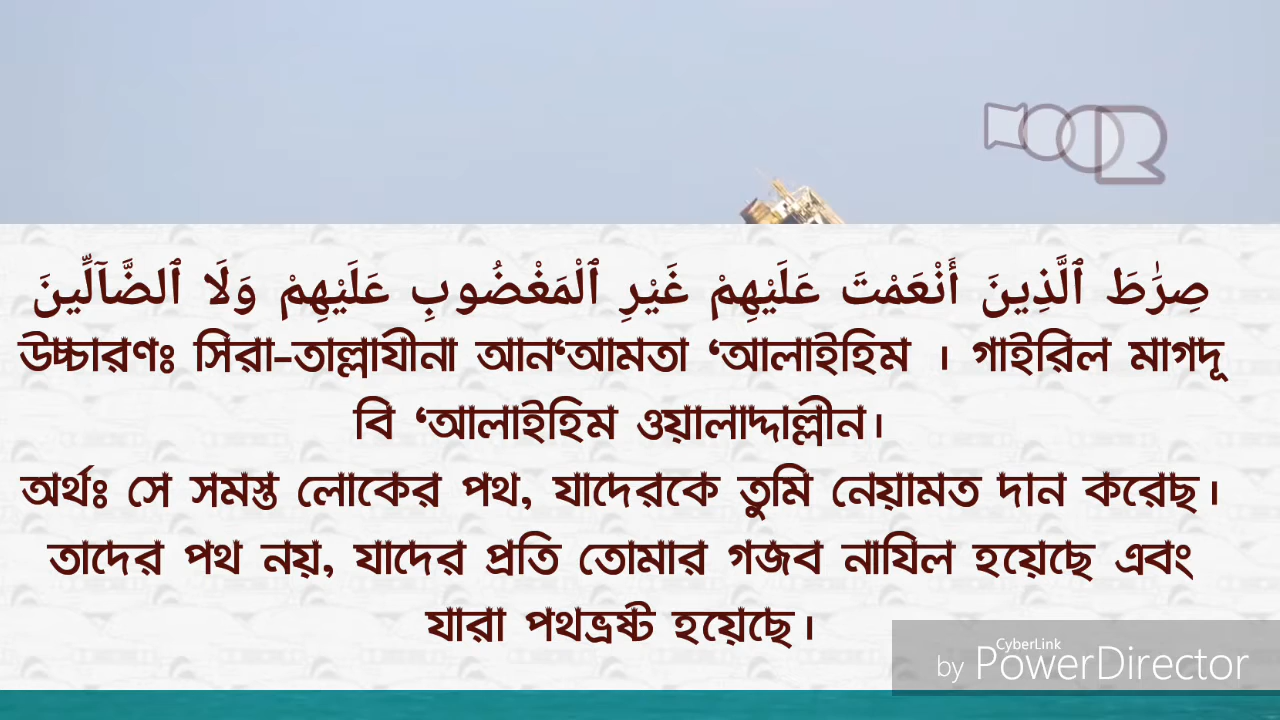 صِرَٰطَ ٱلَّذِينَ أَنْعَمْتَ عَلَيْهِمْ غَيْرِ ٱلْمَغْضُوبِ عَلَيْهِمْ وَلَا ٱلضَّآلِّينَ
উচ্চারণঃ সিরা-তাল্লাযীনা আন‘আমতা ‘আলাইহিম । গাইরিল মাগদূ
বি ‘আলাইহিম ওয়ালাদ্দাল্লীন।
অর্থঃ সে সমস্ত লোকের পথ, যাদেরকে তুমি নেয়ামত দান করেছ।
তাদের পথ নয়, যাদের প্রতি তোমার গজব নাযিল হয়েছে এবং
যারা পথভ্রষ্ট হয়েছে।
CyberLink
by PowerDirector